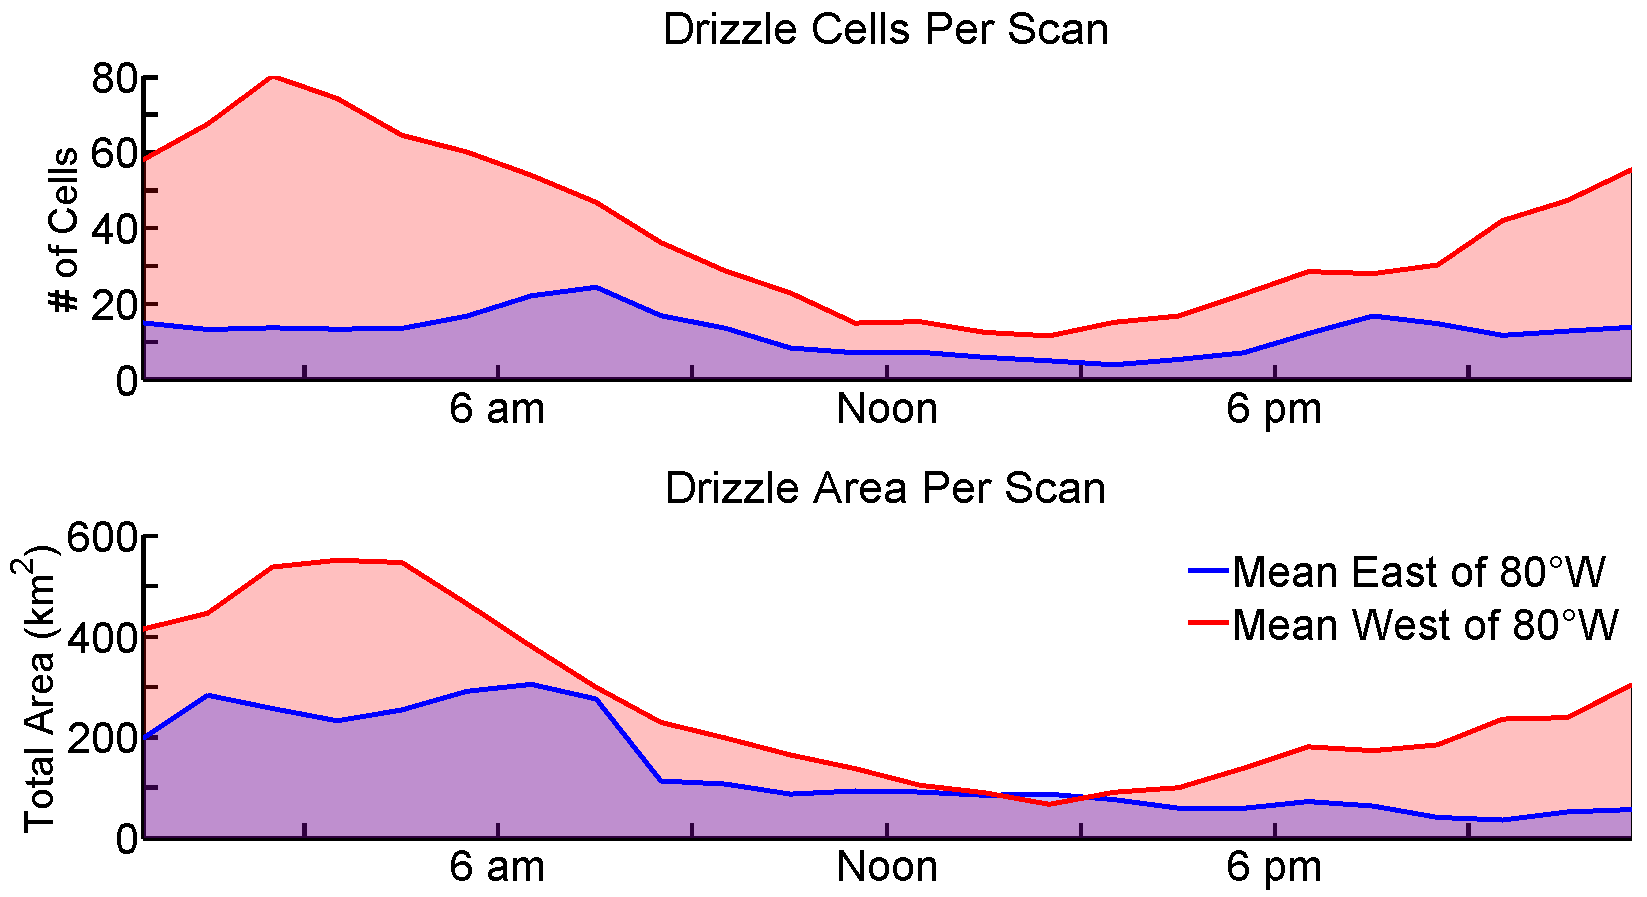 Drizzle Cells Per Scan
# of Cells
80
60
40
20
0
6 am Noon 6 pm
Drizzle Area Per Scan
Total Area (km²)
600
400
200
0
Mean East of 80°W
Mean West of 80°W
6 am Noon 6 pm